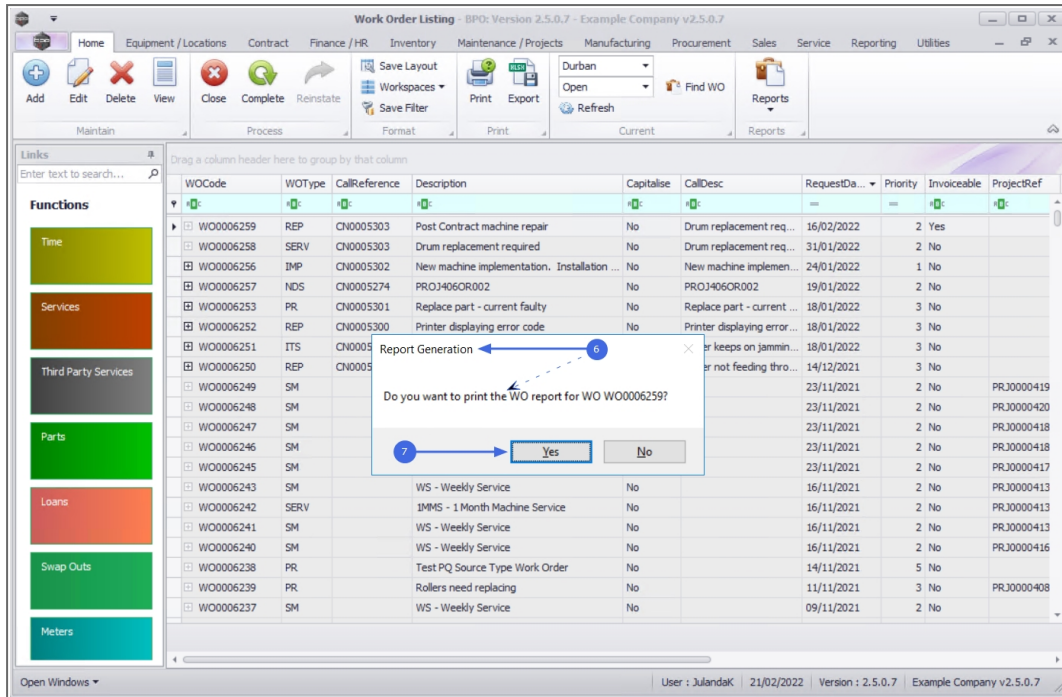 Work Order Listing - BPO: Version 2.5.0.7 - Example Company v2.5.0.7
Home Equipment / Locations Contract Finance / HR Inventory Maintenance / Projects Manufacturing Procurement Sales Service Reporting Utilities
Add Edit Delete View Close Complete Reinstate Save Layout Workspaces Save Filter Print Export Durban Open Refresh Find WO Reports
Maintain Process Format Print Current Reports
Links
Enter text to search...
Functions
Time
Services
Third Party Services
Parts
Loans
Swap Outs
Meters
Drag a column header here to group by that column
WOCode WOType CallReference Description Capitalise CallDesc RequestDa... Priority Invoiceable ProjectRef
WO0006259 REP CN0005303 Post Contract machine repair No Drum replacement req... 16/02/2022 2 Yes
WO0006258 SERV CN0005303 Drum replacement required No Drum replacement req... 31/01/2022 2 No
WO0006256 IMP CN0005302 New machine implementation. Installation ... No New machine implemen... 24/01/2022 1 No
WO0006257 NDS CN0005274 PROJ406OR002 No PROJ406OR002 19/01/2022 2 No
WO0006253 PR CN0005301 Replace part - current faulty No Replace part - current ... 18/01/2022 3 No
WO0006252 REP CN0005300 Printer displaying error code No Printer displaying error... 18/01/2022 3 No
WO0006251 ITS CN0005 er keeps on jammin... 18/01/2022 3 No
WO0006250 REP CN0005 er not feeding thro... 14/12/2021 3 No
WO0006249 SM 23/11/2021 2 No PRJ0000419
WO0006248 SM 23/11/2021 2 No PRJ0000420
WO0006247 SM 23/11/2021 2 No PRJ0000418
WO0006246 SM 23/11/2021 2 No PRJ0000418
WO0006245 SM 23/11/2021 2 No PRJ0000417
WO0006243 SM WS - Weekly Service No 16/11/2021 2 No PRJ0000413
WO0006242 SERV 1MMS - 1 Month Machine Service No 16/11/2021 2 No PRJ0000413
WO0006241 SM WS - Weekly Service No 16/11/2021 2 No PRJ0000413
WO0006240 SM WS - Weekly Service No 16/11/2021 2 No PRJ0000416
WO0006238 PR Test PQ Source Type Work Order No 14/11/2021 5 No
WO0006239 PR Rollers need replacing No 11/11/2021 3 No PRJ0000408
WO0006237 SM WS - Weekly Service No 09/11/2021 2 No
Report Generation 6
Do you want to print the WO report for WO WO0006259?
7 Yes No
Open Windows User : JulandaK 21/02/2022 Version : 2.5.0.7 Example Company v2.5.0.7